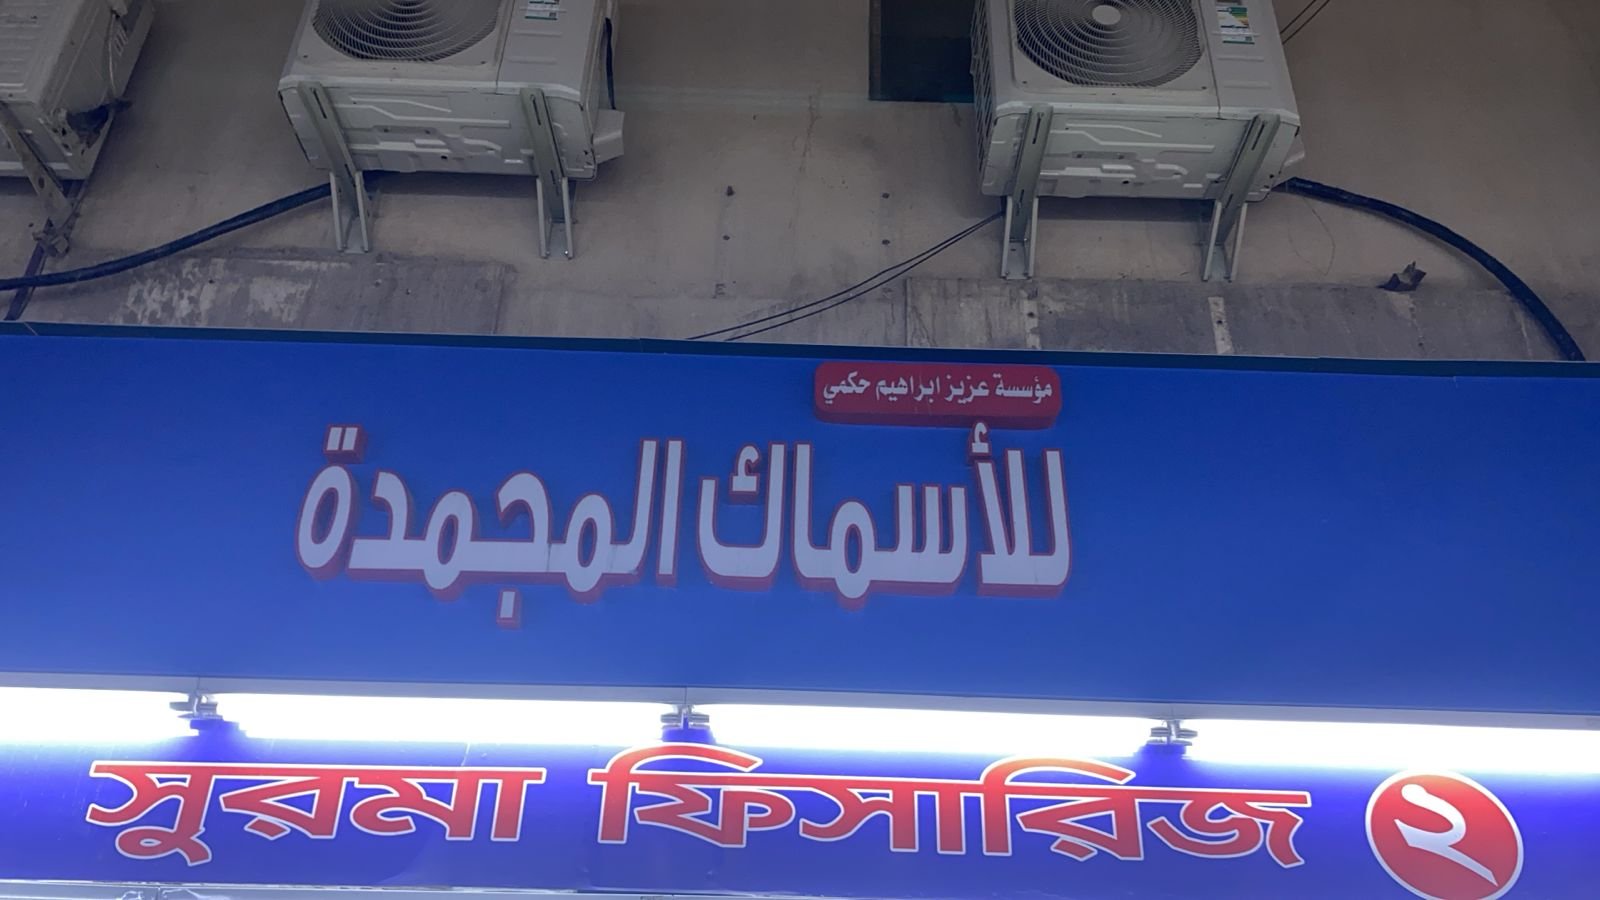 مؤسسة عزيز ابراهيم حكمي
للأسماك المجمدة
সুরমা ফিসারিজ ২